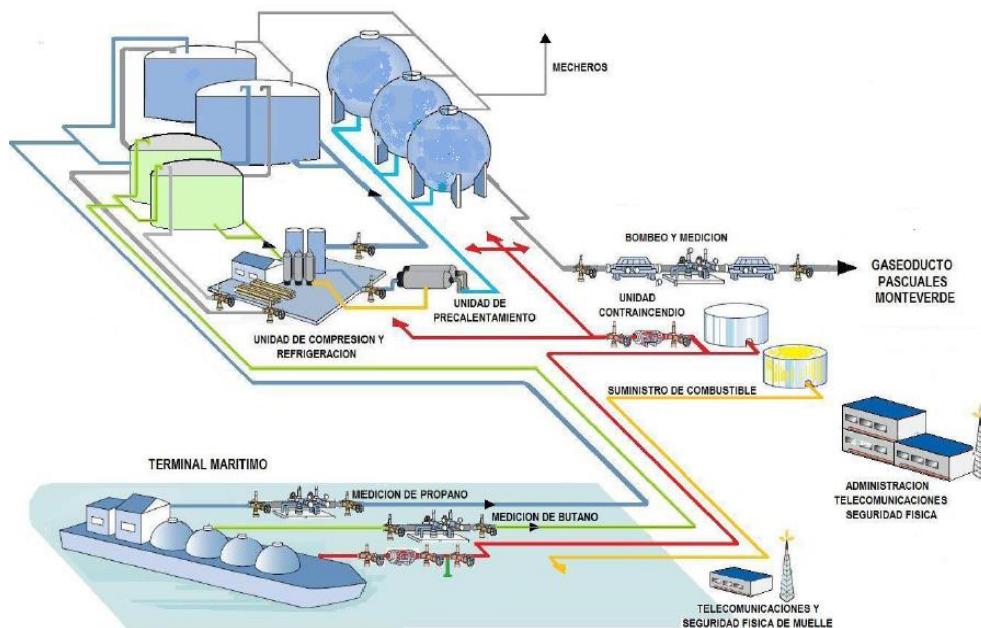 MECHEROS
BOMBEO Y MEDICION
GASEODUCTO
PASCUALES
MONTEVERDE
UNIDAD DE
PRECALENTAMIENTO
UNIDAD
CONTRAINCENDIO
UNIDAD DE COMPRESION Y
REFRIGERACION
SUMINISTRO DE COMBUSTIBLE
TERMINAL MARITIMO
ADMINISTRACION
TELECOMUNICACIONES
SEGURIDAD FISICA
MEDICION DE PROPANO
MEDICION DE BUTANO
TELECOMUNICACIONES Y
SEGURIDAD FISICA DE MUELLE